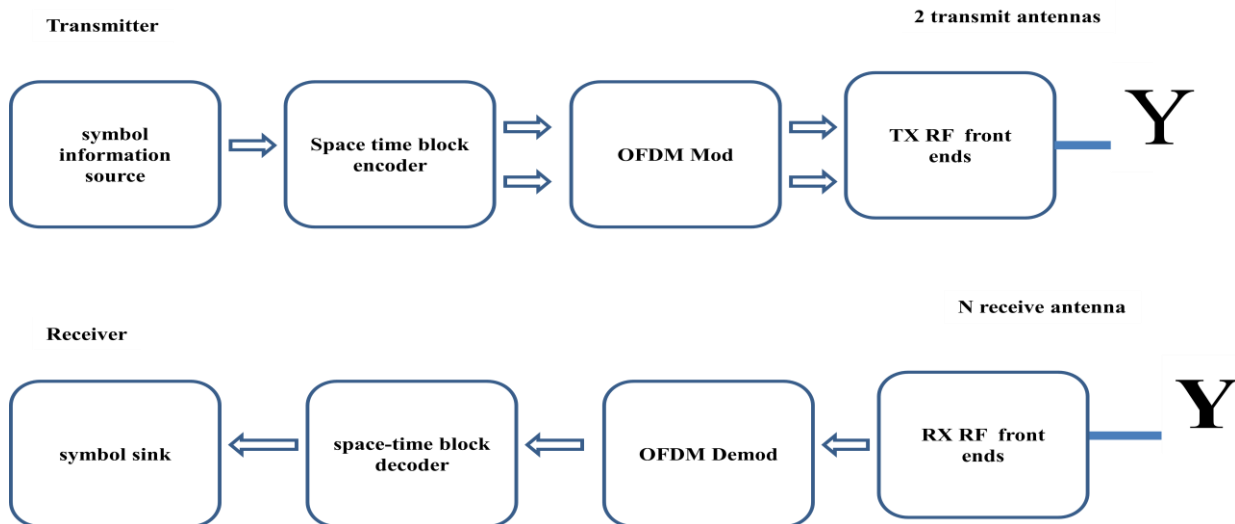 Transmitter
2 transmit antennas
symbol
information
source
Space time block
encoder
OFDM Mod
TX RF front
ends
Y
N receive antenna
Receiver
symbol sink
space-time block
decoder
OFDM Demod
RX RF front
ends
Y